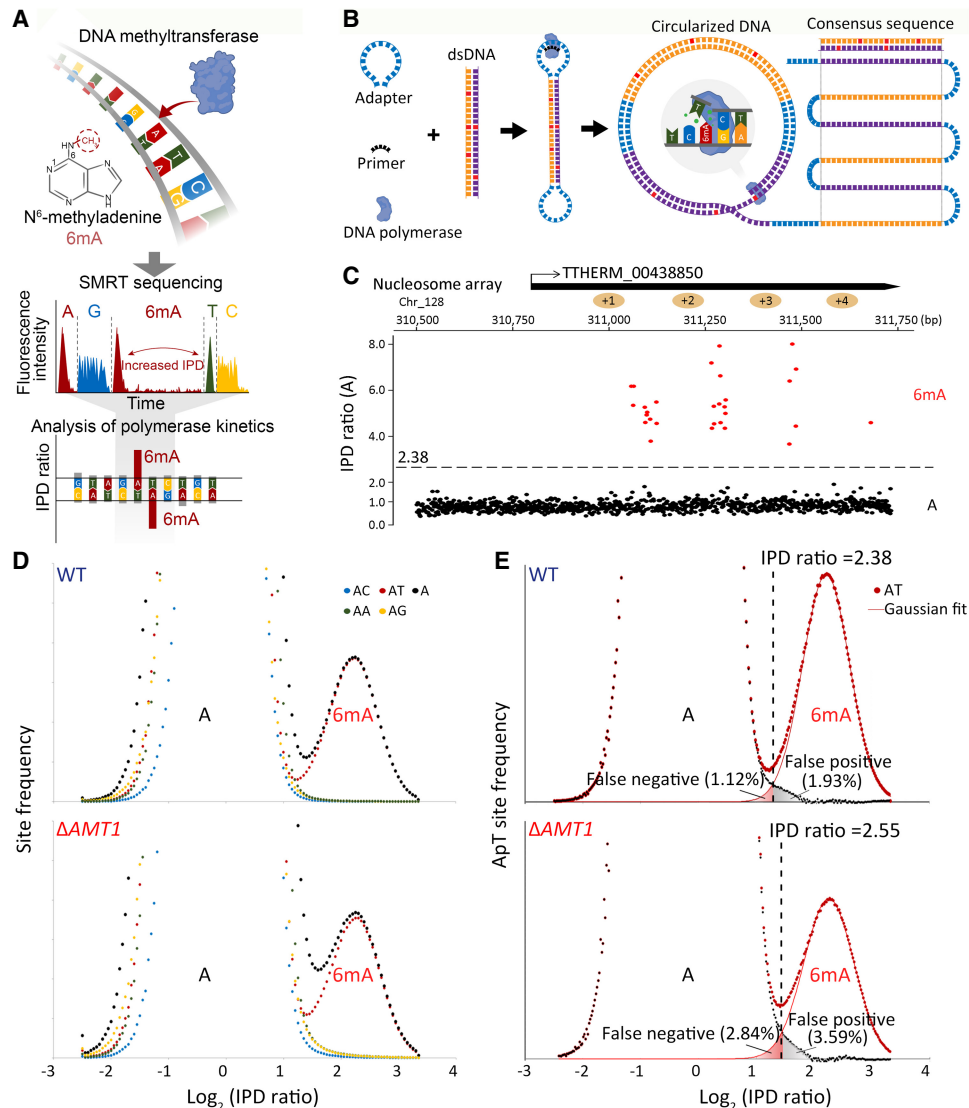 A
DNA methyltransferase
CH3
HN
1
6
N
N
N
N
H
N6-methyladenine
6mA
G
A
T
T
A
C
G
SMRT sequencing
Fluorescence
intensity
A
G
6mA
T
C
Increased IPD
Time
Analysis of polymerase kinetics
IPD ratio
6mA
G T A G A T C T G T
C A T C T A G A C A
6mA
B
Adapter
Primer
DNA polymerase
+
dsDNA
Circularized DNA
T
T C 6mA G A
C T
Consensus sequence
C
Nucleosome array
TTHERM_00438850
Chr_128
+1 +2 +3 +4
310,500 310,750 311,000 311,250 311,500 311,750 (bp)
IPD ratio (A)
8.0
6.0
4.0
2.38
2.0
1.0
0.0
6mA
A
D
WT
AC AT A
AA AG
A
6mA
Site frequency
ΔAMT1
A
6mA
-3 -2 -1 0 1 2 3 4
Log2 (IPD ratio)
E
WT
IPD ratio =2.38
AT
Gaussian fit
A
6mA
False negative (1.12%)
False positive
(1.93%)
ApT site frequency
ΔAMT1
IPD ratio =2.55
A
6mA
False negative (2.84%)
False positive
(3.59%)
-3 -2 -1 0 1 2 3 4
Log2 (IPD ratio)